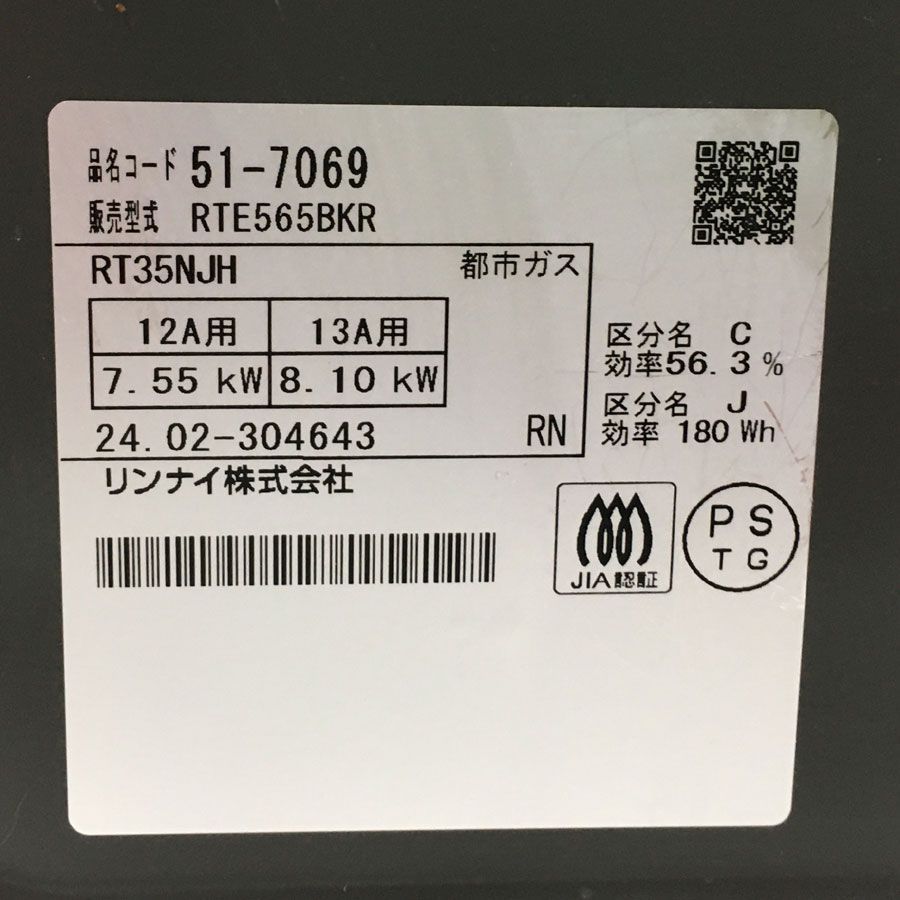 品名コード 51-7069
販売型式 RTE565BKR
RT35NJH 都市ガス
12A用 13A用
7.55 kW 8.10 kW
24.02-304643 RN
リンナイ株式会社
区分名 C
効率56.3 %
区分名 J
効率 180 Wh
JIA認証
PS
TG